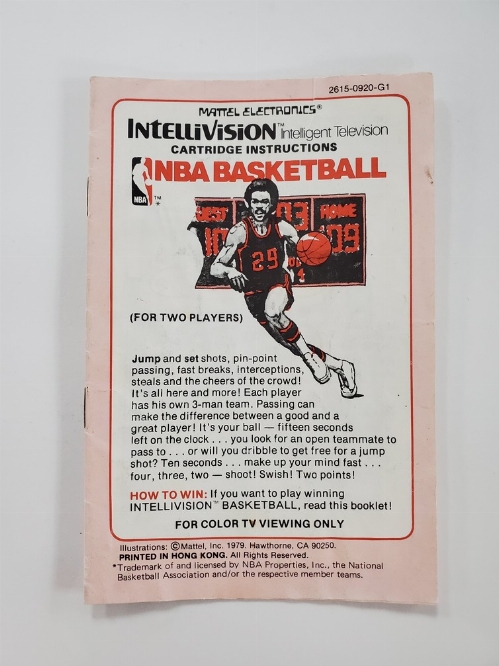 2615-0920-G1
MATTEL ELECTRONICS®
INTELLIVISION™ Intelligent Television
CARTRIDGE INSTRUCTIONS
NBA BASKETBALL
NBA ™
*
03 HOME
10 09
29
4
(FOR TWO PLAYERS)
Jump and set shots, pin-point
passing, fast breaks, interceptions,
steals and the cheers of the crowd!
It's all here and more! Each player
has his own 3-man team. Passing can
make the difference between a good and a
great player! It's your ball — fifteen seconds
left on the clock . . . you look for an open teammate to
pass to . . . or will you dribble to get free for a jump
shot? Ten seconds . . . make up your mind fast . . .
four, three, two — shoot! Swish! Two points!
HOW TO WIN: If you want to play winning
INTELLIVISION™ BASKETBALL, read this booklet!
FOR COLOR TV VIEWING ONLY
Illustrations: ©Mattel, Inc. 1979. Hawthorne, CA 90250.
PRINTED IN HONG KONG. All Rights Reserved.
*Trademark of and licensed by NBA Properties, Inc., the National
Basketball Association and/or the respective member teams.